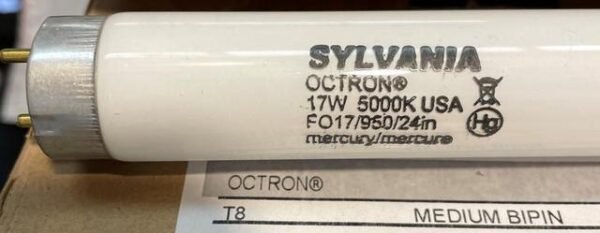 SYLVANIA
OCTRON®
17W 5000K USA
FO17/950/24in
Hg
mercury/mercure
OCTRON®
T8 MEDIUM BIPIN